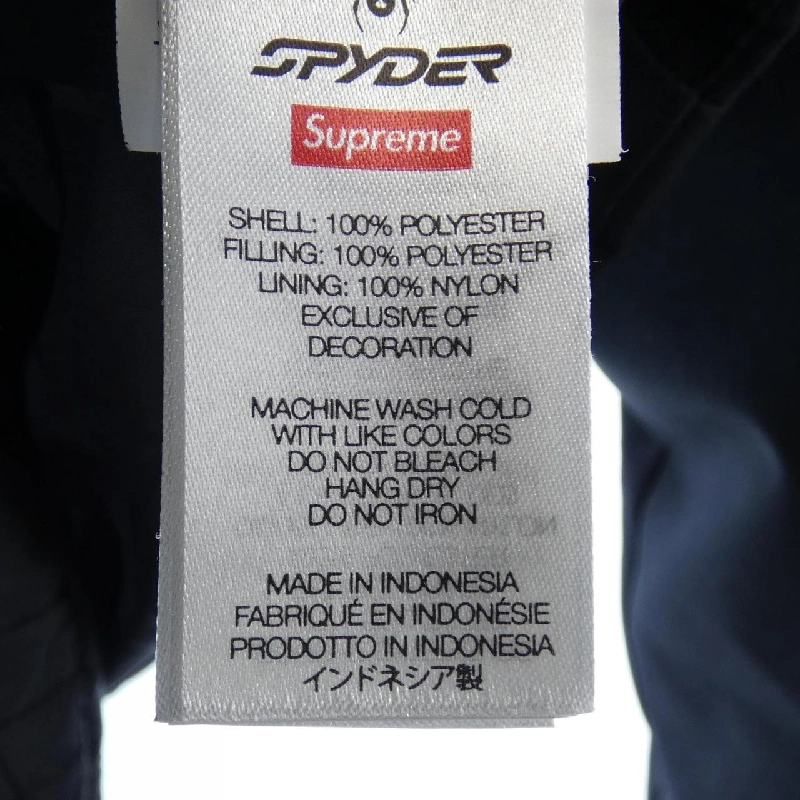 SPYDER
Supreme
SHELL: 100% POLYESTER
FILLING: 100% POLYESTER
LINING: 100% NYLON
EXCLUSIVE OF
DECORATION
MACHINE WASH COLD
WITH LIKE COLORS
DO NOT BLEACH
HANG DRY
DO NOT IRON
MADE IN INDONESIA
FABRIQUÉ EN INDONÉSIE
PRODOTTO IN INDONESIA
インドネシア製